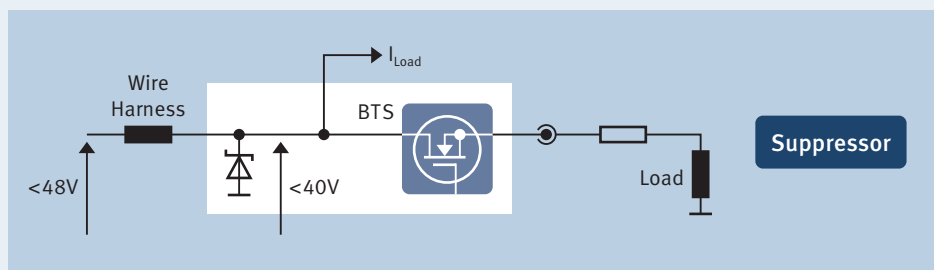 I_Load
Wire
Harness
BTS
<48V
<40V
Load
Suppressor